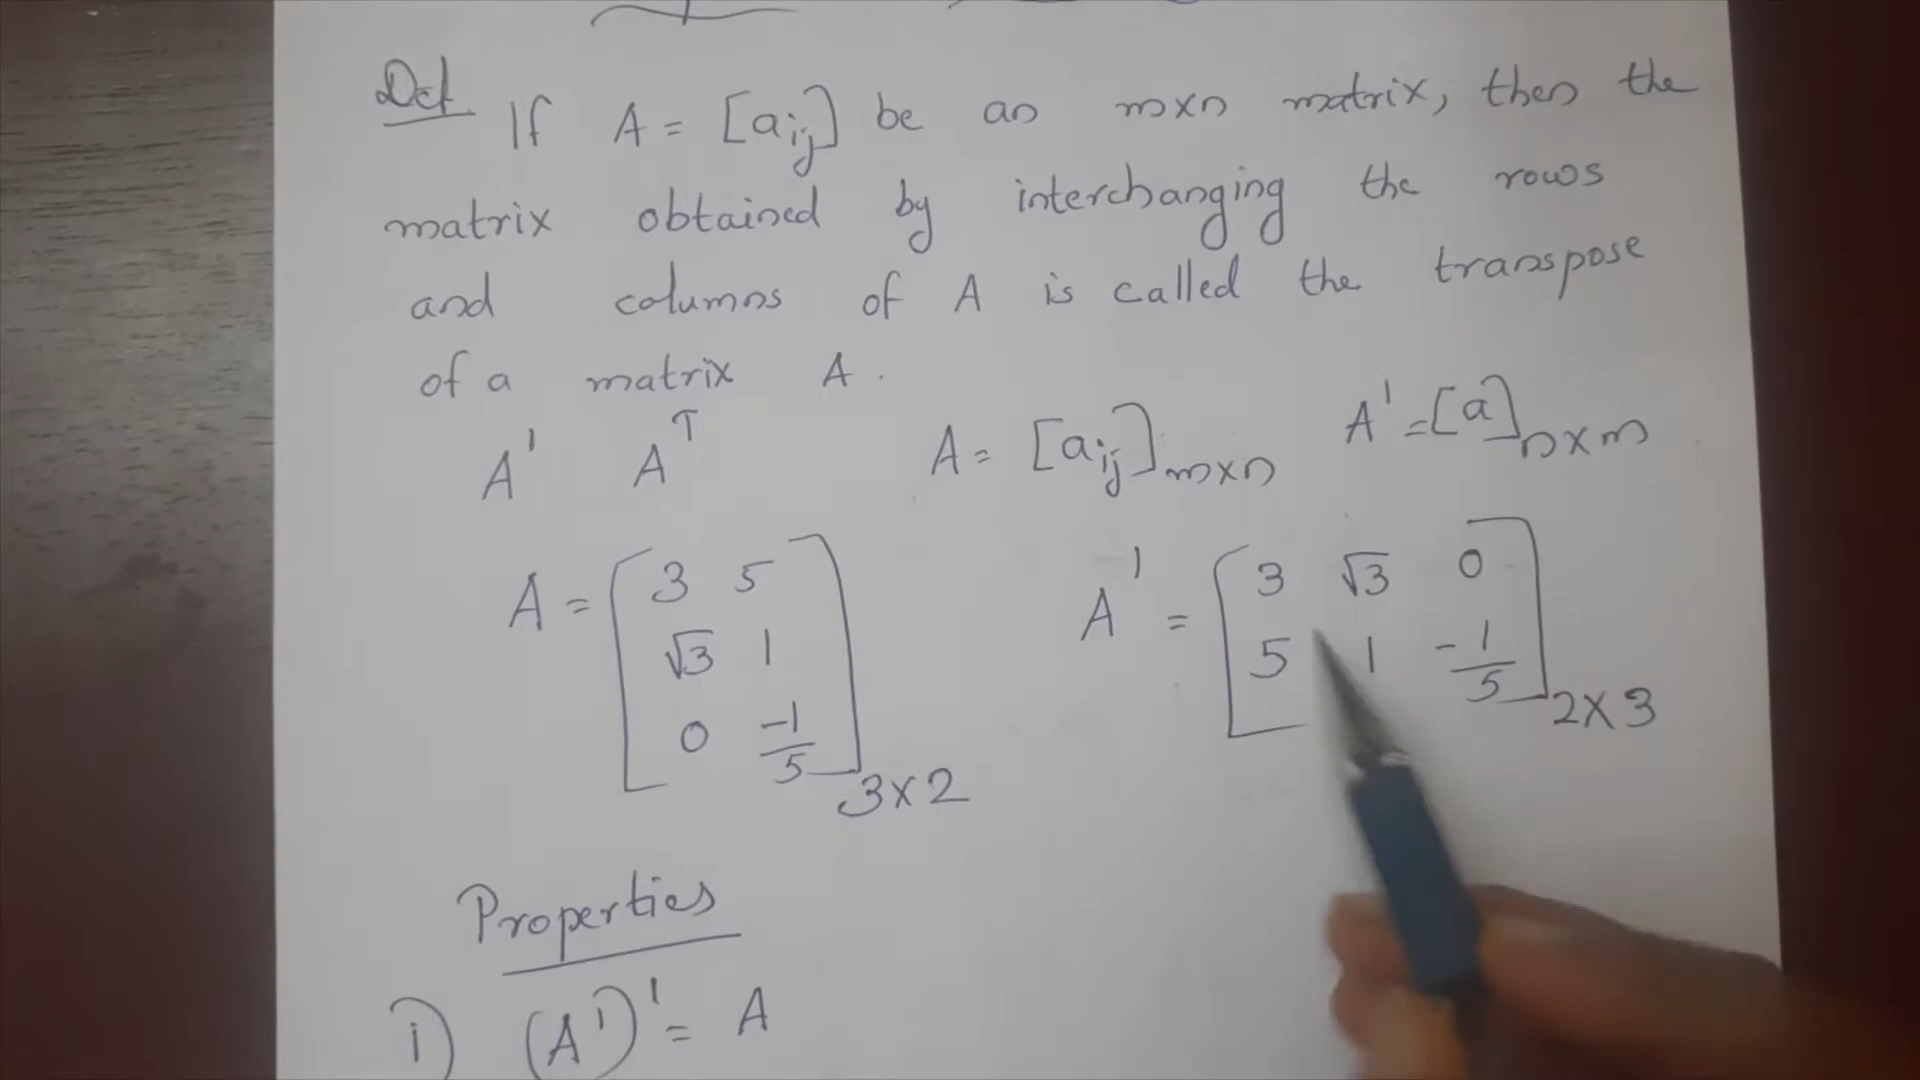 Def If A = [aij] be an m×n matrix, then the
matrix obtained by interchanging the rows
and columns of A is called the transpose
of a matrix A.
A' A^T A = [aij]m×n A' = [a]n×m
A = [3 5 A' = [3 √3 0
√3 1 5 1 -1/5]2×3
0 -1/5]3×2
Properties
i) (A')' = A